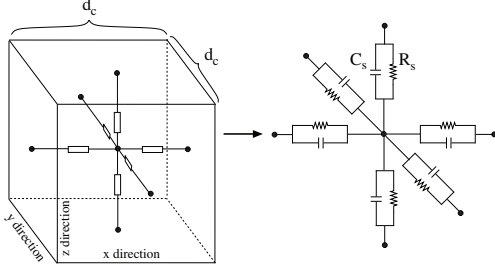 d_c
d_c
C_s R_s
y direction
z direction
x direction